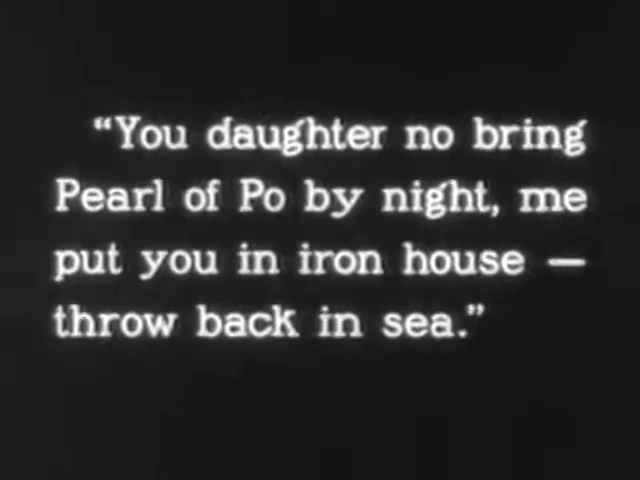 “You daughter no bring
Pearl of Po by night, me
put you in iron house —
throw back in sea.”